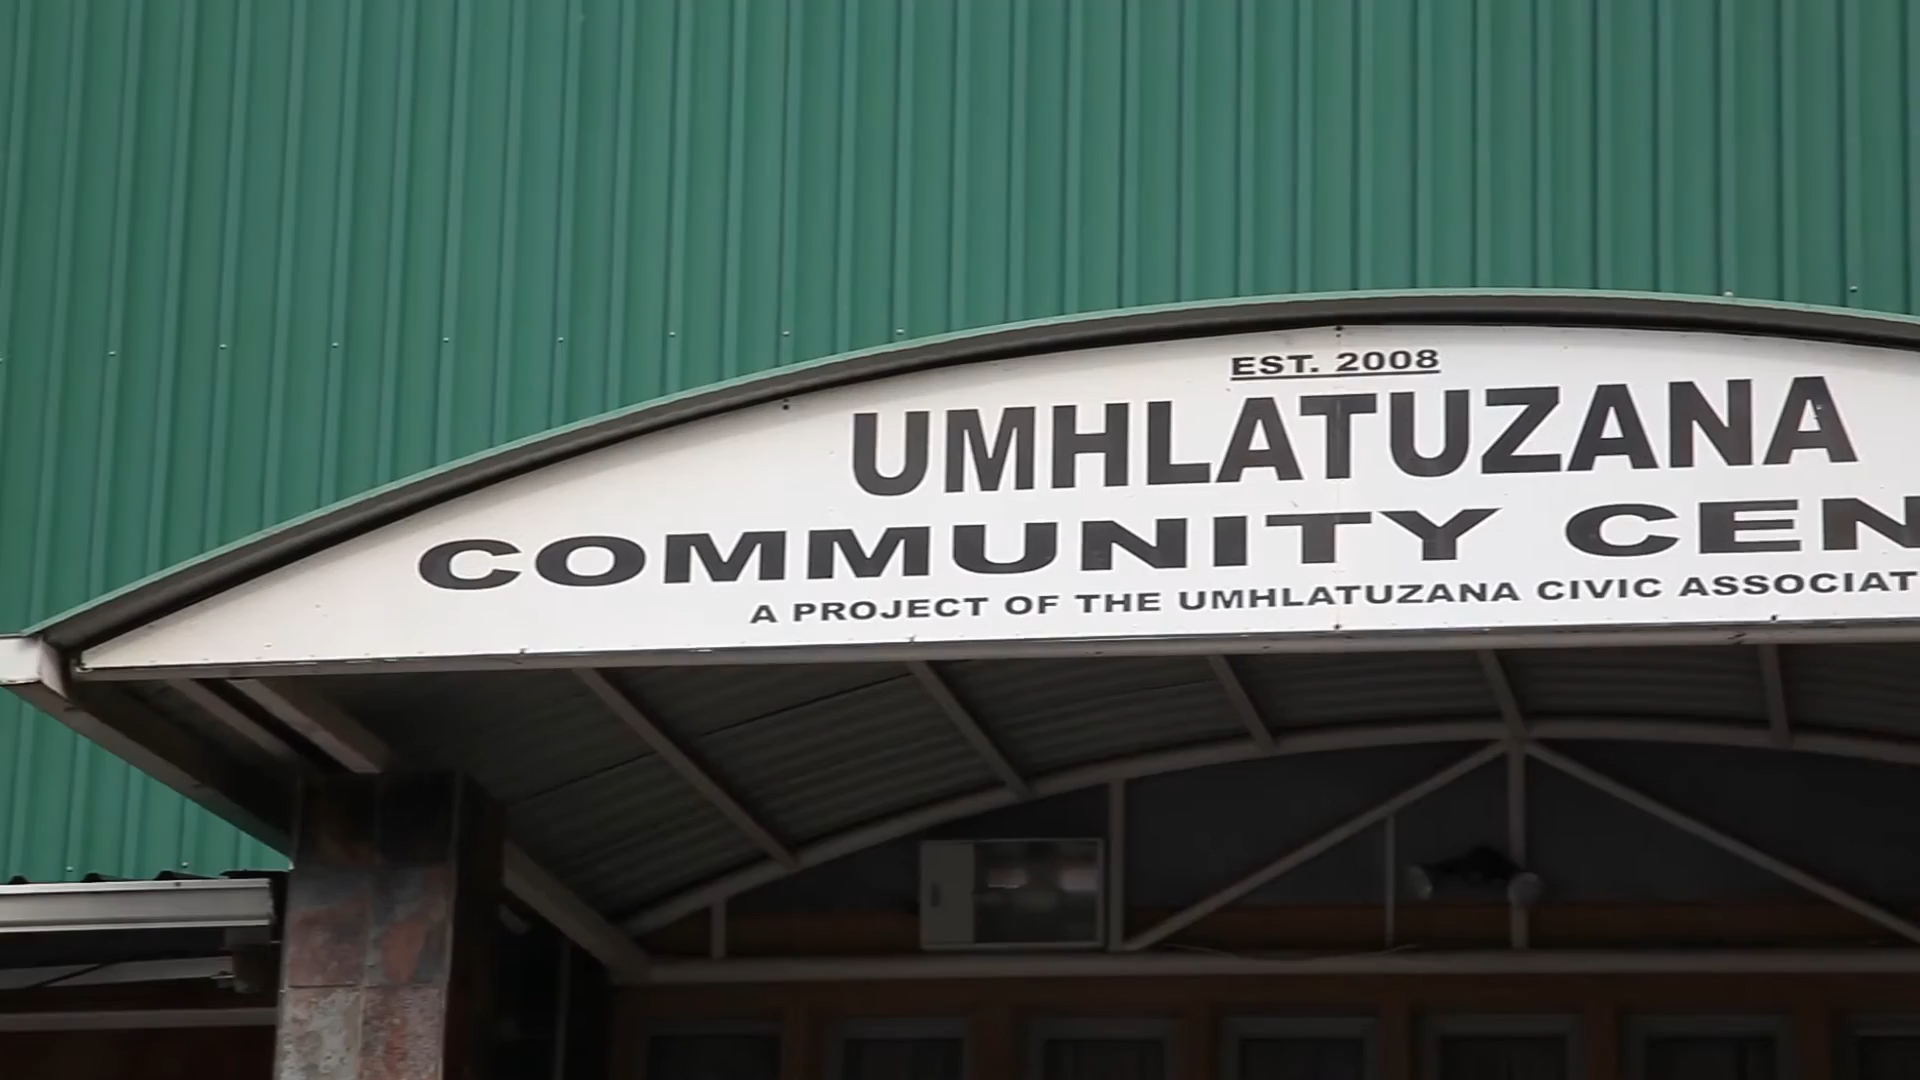 EST. 2008
UMHLATUZANA
COMMUNITY CEN
A PROJECT OF THE UMHLATUZANA CIVIC ASSOCIAT